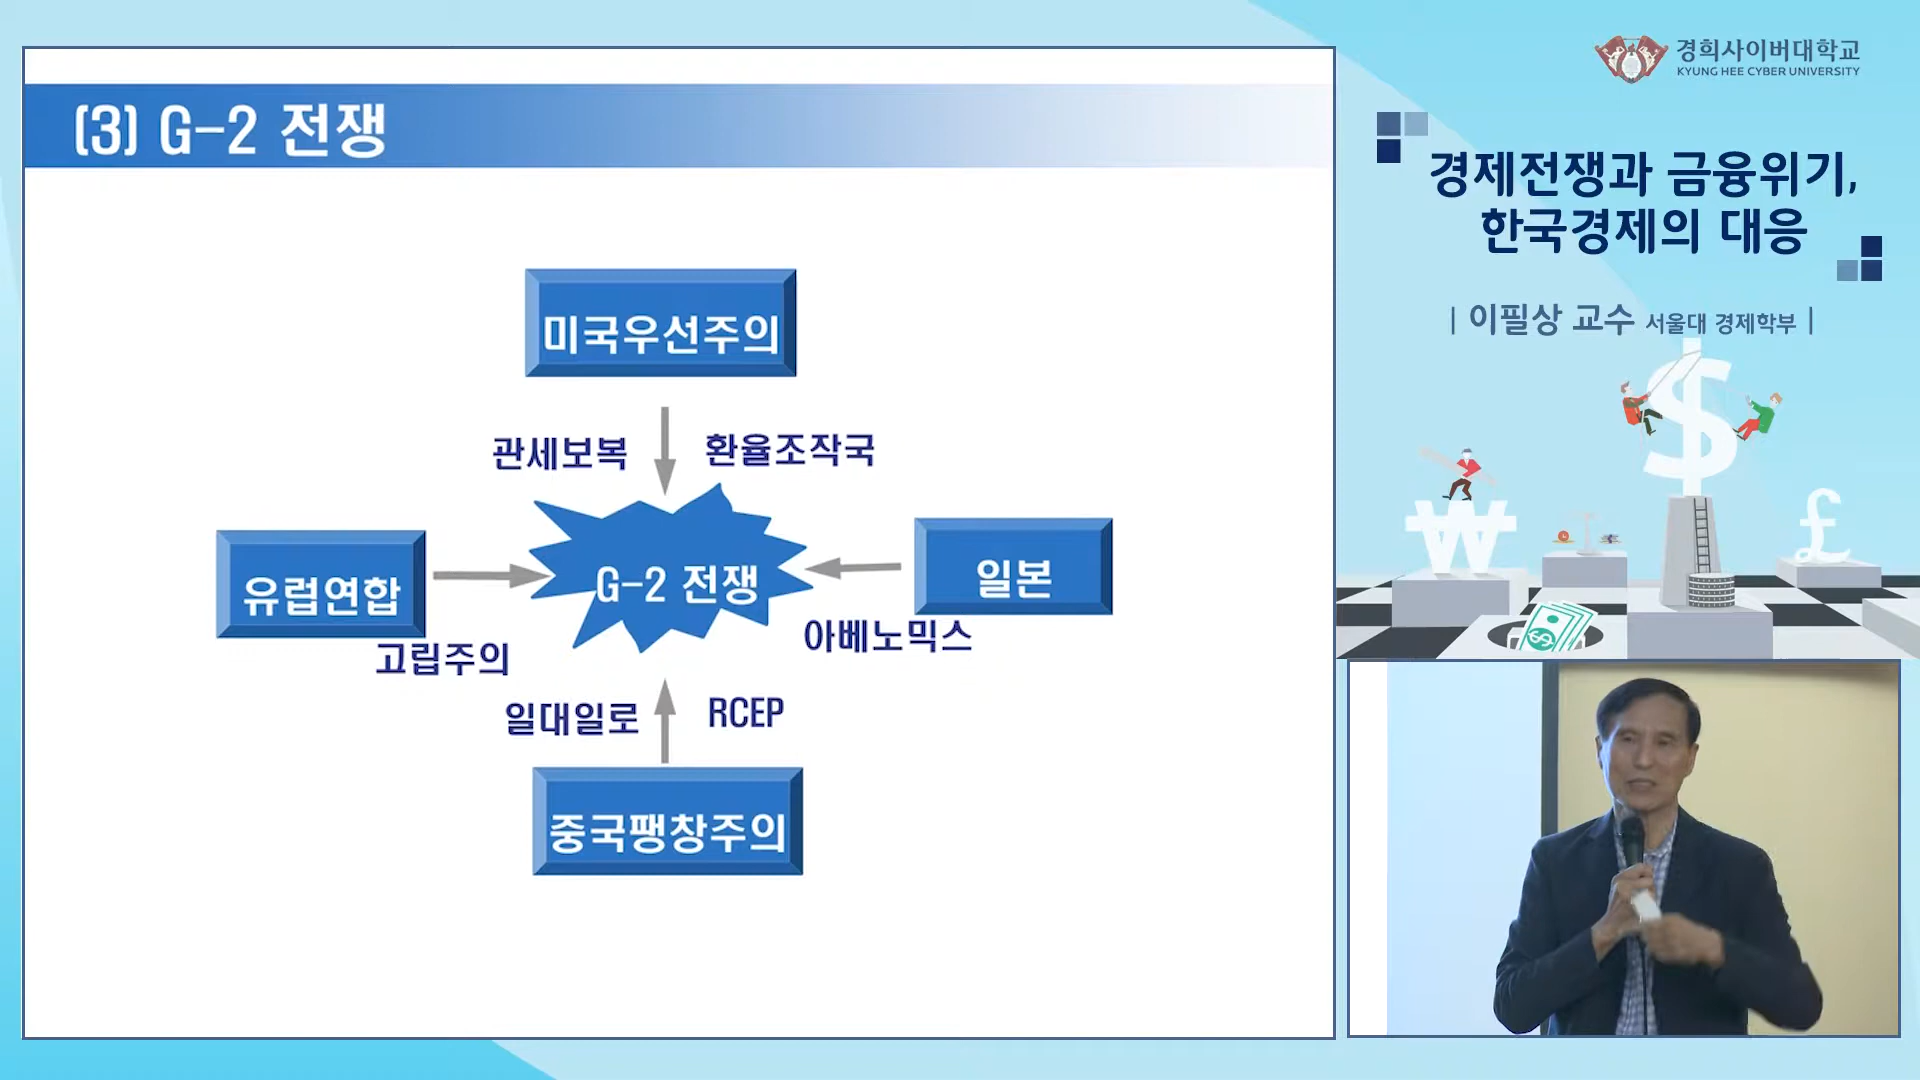 (3) G-2 전쟁
미국우선주의
관세보복
환율조작국
유럽연합
G-2 전쟁
일본
고립주의
아베노믹스
일대일로
RCEP
중국팽창주의
경희사이버대학교
KYUNG HEE CYBER UNIVERSITY
경제전쟁과 금융위기,
한국경제의 대응
| 이필상 교수 서울대 경제학부 |